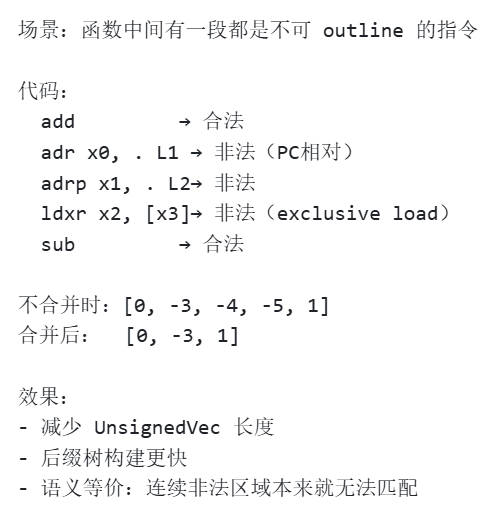 场景：函数中间有一段都是不可 outline 的指令
代码：
add → 合法
adr x0, . L1 → 非法（PC相对）
adrp x1, . L2→ 非法
ldxr x2, [x3]→ 非法（exclusive load）
sub → 合法
不合并时：[0, -3, -4, -5, 1]
合并后： [0, -3, 1]
效果：
- 减少 UnsignedVec 长度
- 后缀树构建更快
- 语义等价：连续非法区域本来就无法匹配